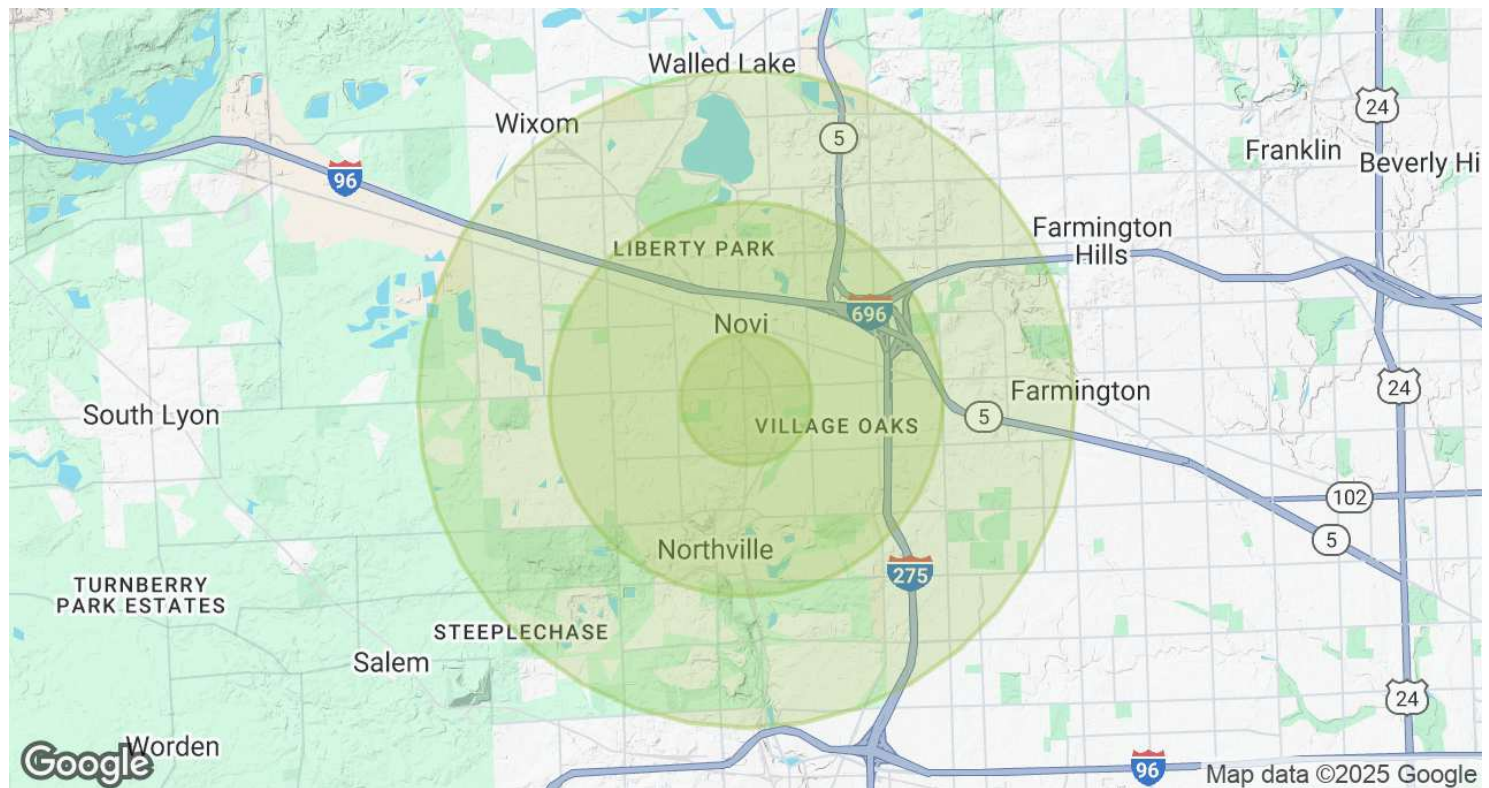 Walled Lake
Wixom
5
24
Franklin
Beverly Hi
96
Farmington
Hills
LIBERTY PARK
696
Novi
24
Farmington
South Lyon
5
VILLAGE OAKS
102
5
Northville
275
TURNBERRY
PARK ESTATES
STEEPLECHASE
Salem
24
Worden
Google
96
Map data ©2025 Google